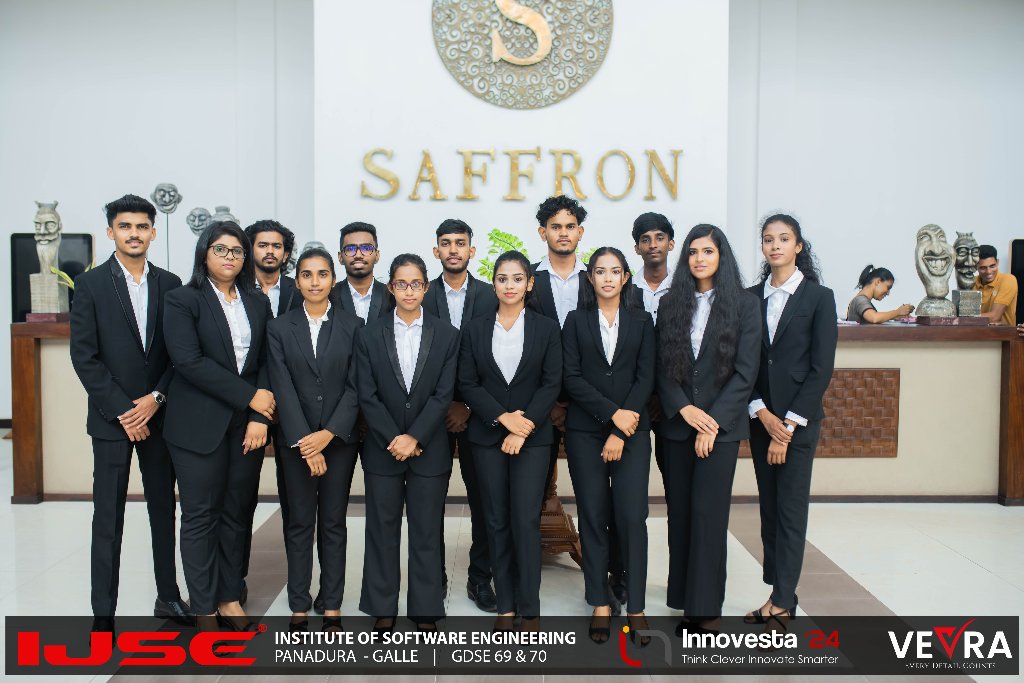 S
SAFFRON
IJSE®
INSTITUTE OF SOFTWARE ENGINEERING
PANADURA - GALLE | GDSE 69 & 70
in
Innovesta '24
Think Clever Innovate Smarter
VEVRA
EVERY DETAIL COUNTS